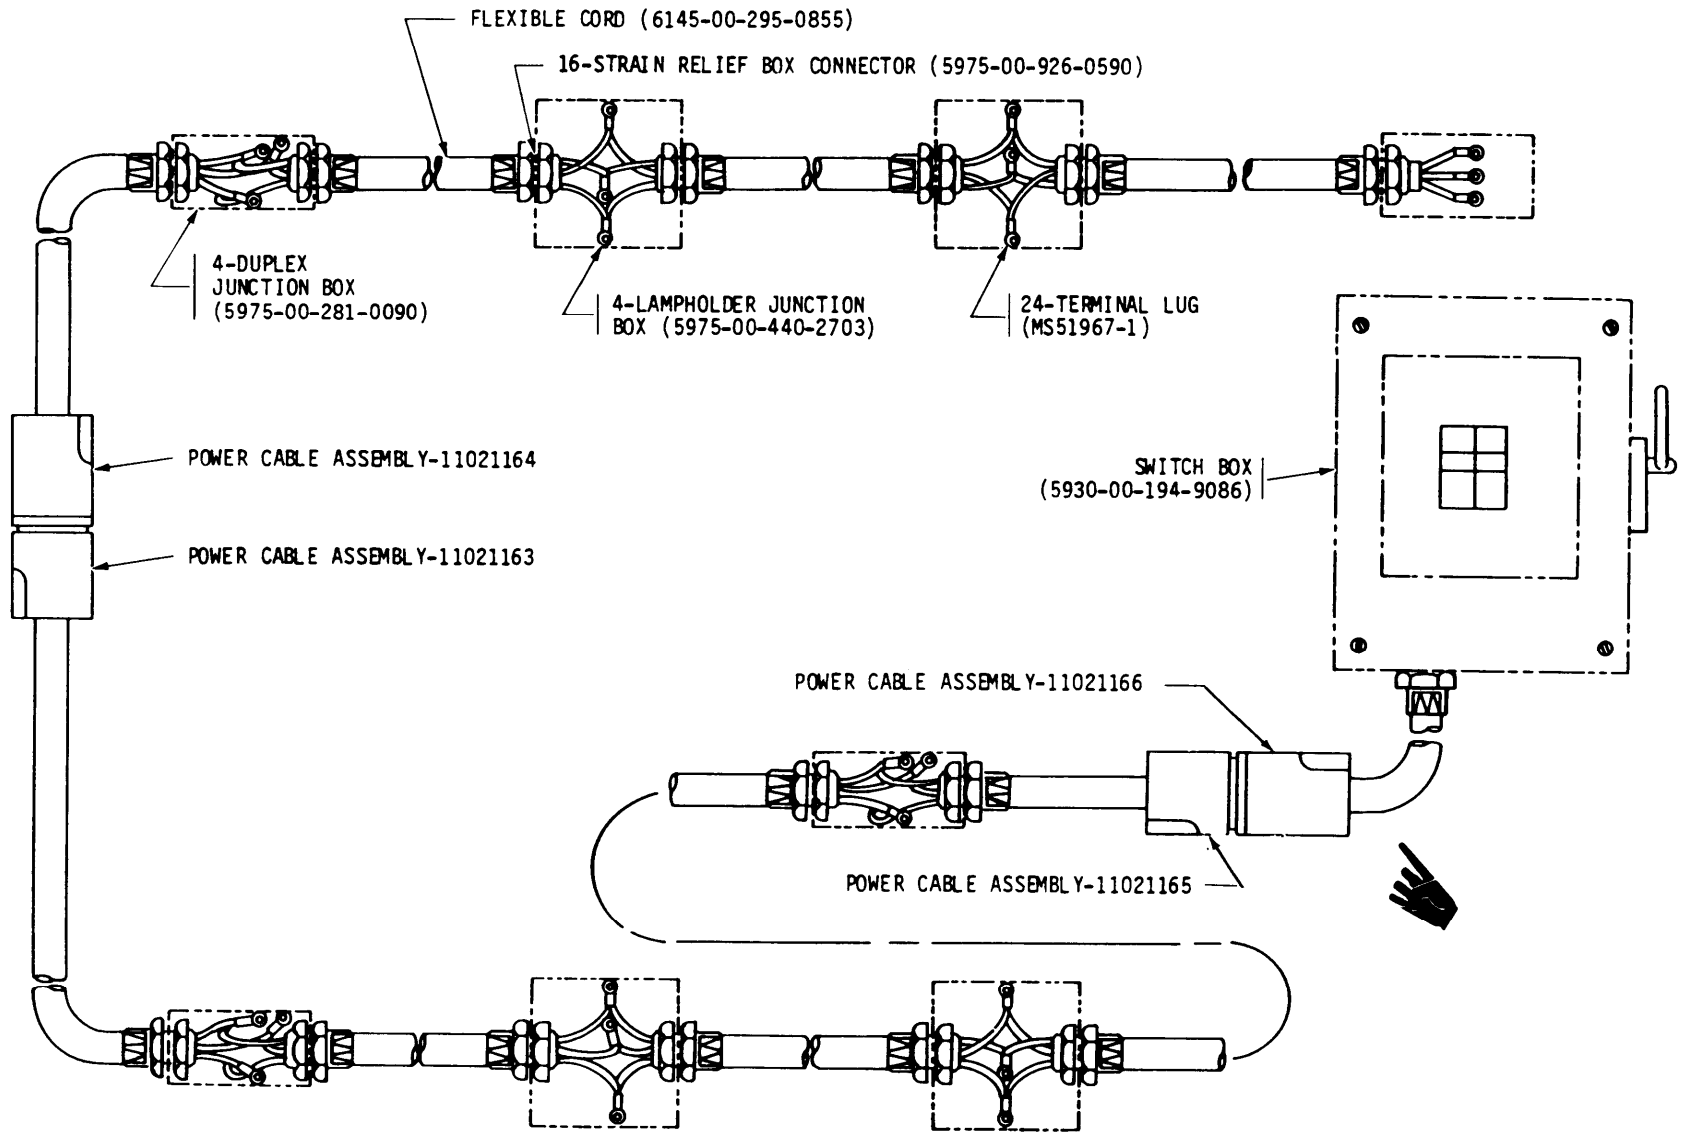 FLEXIBLE CORD (6145-00-295-0855)
16-STRAIN RELIEF BOX CONNECTOR (5975-00-926-0590)
4-DUPLEX
JUNCTION BOX
(5975-00-281-0090)
4-LAMPHOLDER JUNCTION
BOX (5975-00-440-2703)
24-TERMINAL LUG
(MS51967-1)
POWER CABLE ASSEMBLY-11021164
SWITCH BOX
(5930-00-194-9086)
POWER CABLE ASSEMBLY-11021163
POWER CABLE ASSEMBLY-11021166
POWER CABLE ASSEMBLY-11021165